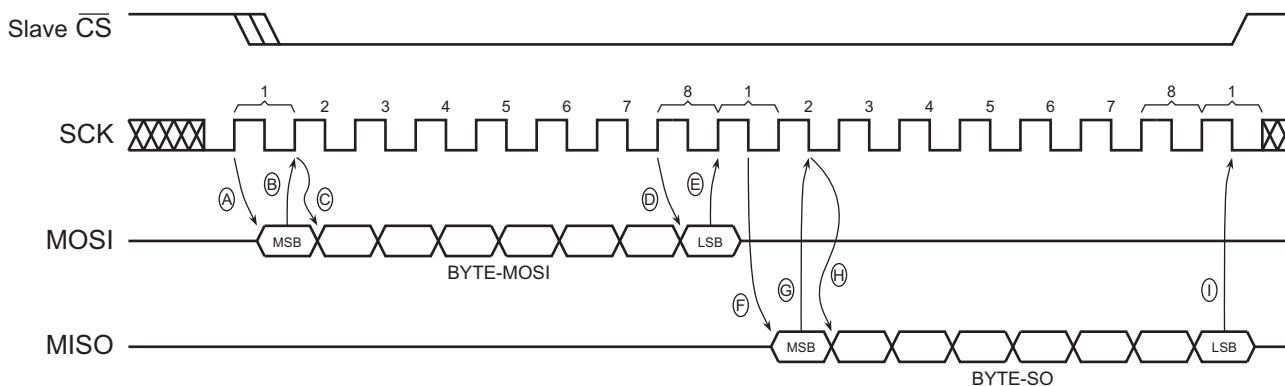 Slave CS
1 2 3 4 5 6 7 8 1 2 3 4 5 6 7 8 1
SCK
A B C D E
MOSI MSB LSB
BYTE-MOSI
F G H I
MISO MSB LSB
BYTE-SO